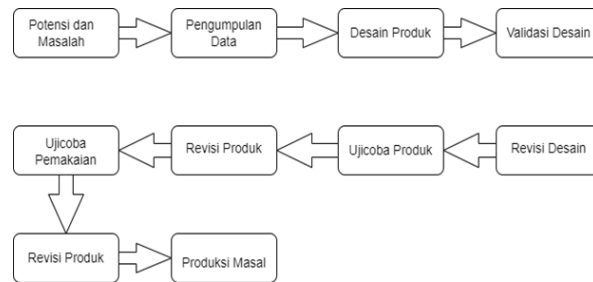 Potensi dan
Masalah
Pengumpulan
Data
Desain Produk
Validasi Desain
Ujicoba
Pemakaian
Revisi Produk
Ujicoba Produk
Revisi Desain
Revisi Produk
Produksi Masal